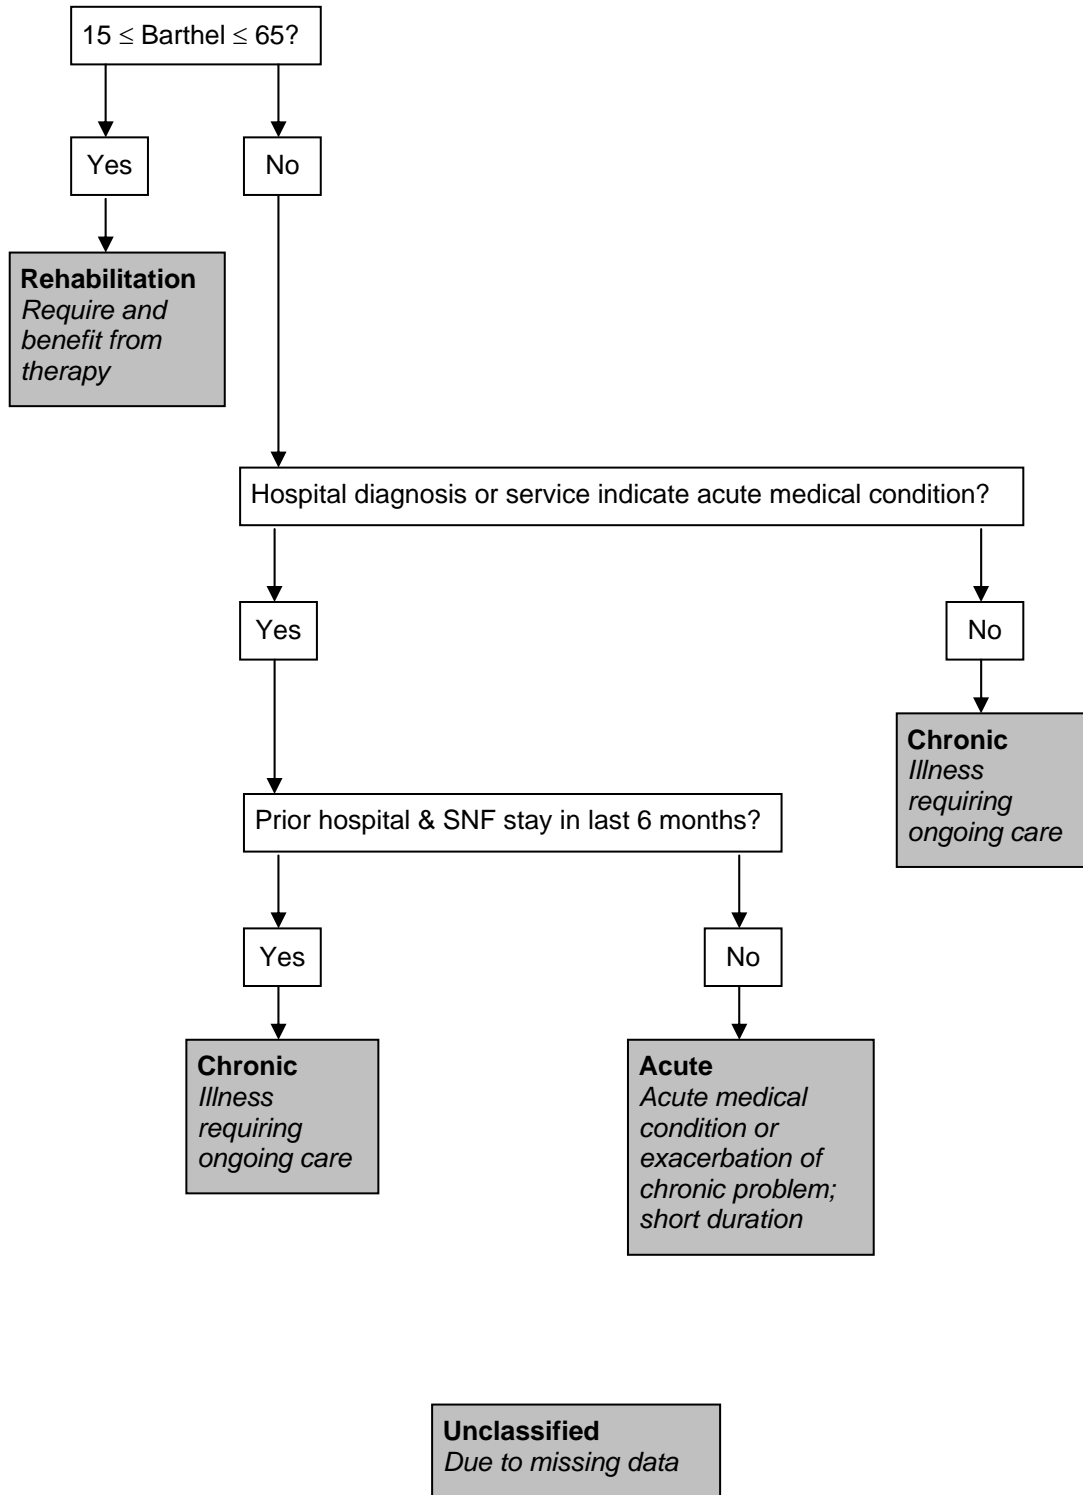 15 ≤ Barthel ≤ 65?
Yes
No
Rehabilitation
Require and
benefit from
therapy
Hospital diagnosis or service indicate acute medical condition?
Yes
No
Chronic
Illness
requiring
ongoing care
Prior hospital & SNF stay in last 6 months?
Yes
No
Chronic
Illness
requiring
ongoing care
Acute
Acute medical
condition or
exacerbation of
chronic problem;
short duration
Unclassified
Due to missing data